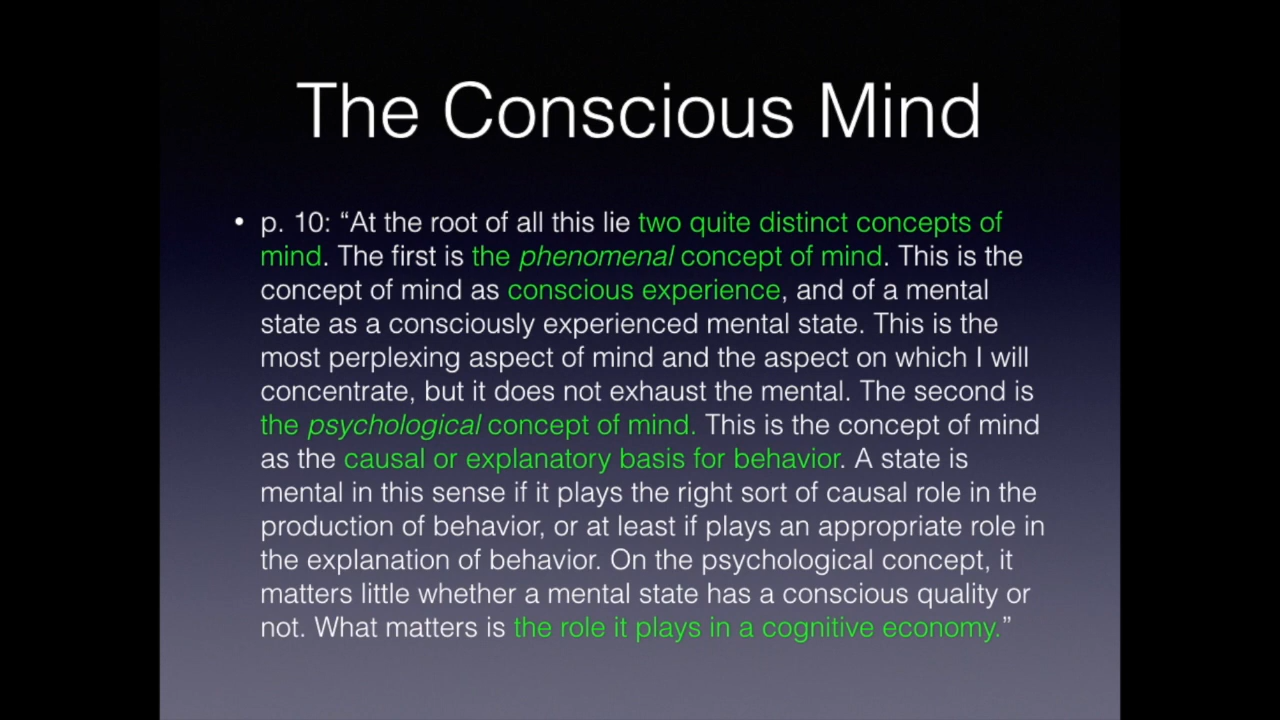 The Conscious Mind
• p. 10: “At the root of all this lie two quite distinct concepts of
mind. The first is the phenomenal concept of mind. This is the
concept of mind as conscious experience, and of a mental
state as a consciously experienced mental state. This is the
most perplexing aspect of mind and the aspect on which I will
concentrate, but it does not exhaust the mental. The second is
the psychological concept of mind. This is the concept of mind
as the causal or explanatory basis for behavior. A state is
mental in this sense if it plays the right sort of causal role in the
production of behavior, or at least if plays an appropriate role in
the explanation of behavior. On the psychological concept, it
matters little whether a mental state has a conscious quality or
not. What matters is the role it plays in a cognitive economy.”